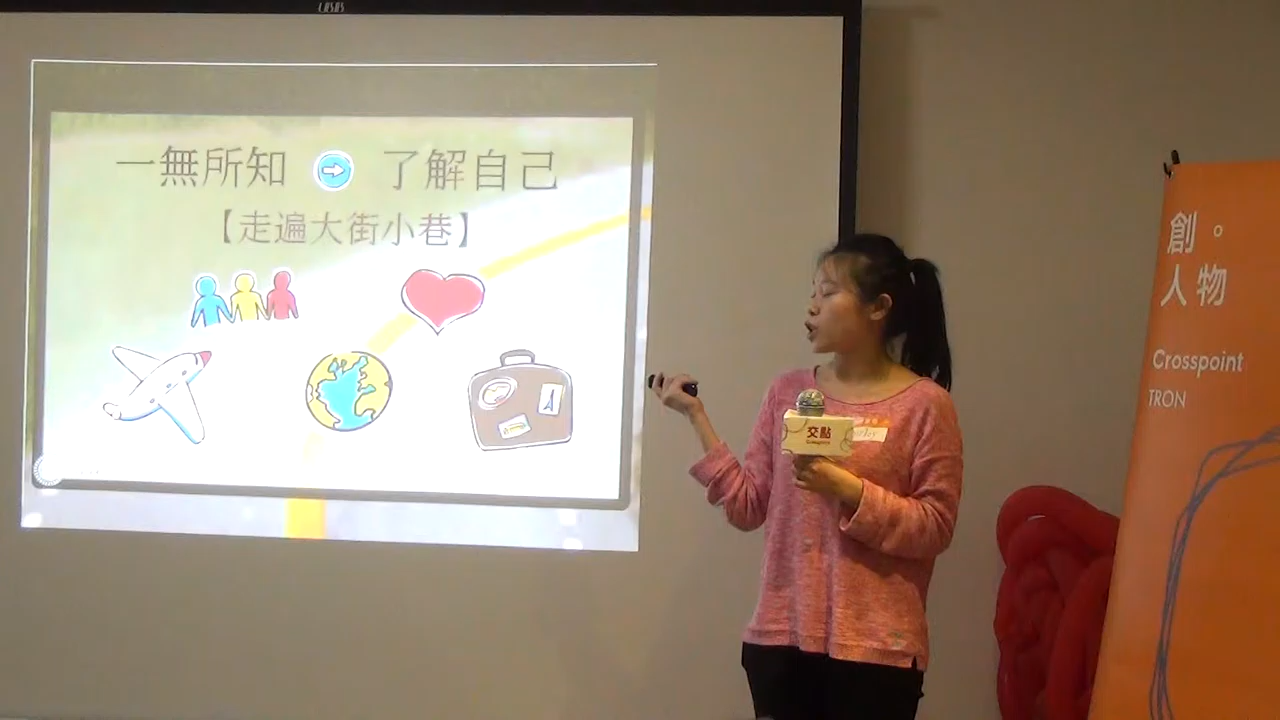 一無所知 了解自己
【走遍大街小巷】
交點
創。
人物
Crosspoint
TRON